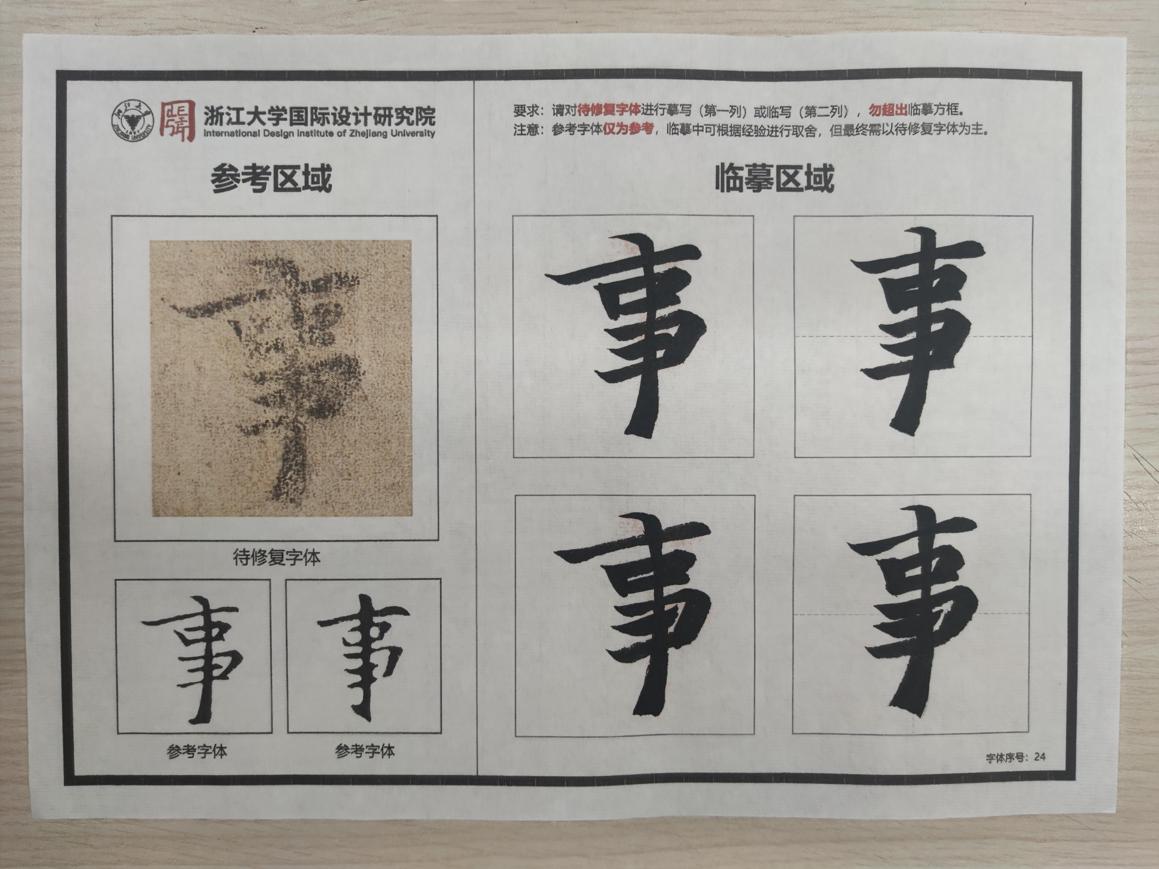 浙江大学国际设计研究院
International Design Institute of Zhejiang University
参考区域
事
待修复字体
事 事
参考字体 参考字体
要求：请对待修复字体进行摹写（第一列）或临写（第二列），勿超出临摹方框。
注意：参考字体仅为参考，临摹中可根据经验进行取舍，但最终需以待修复字体为主。
临摹区域
事 事
事 事
字体序号：24